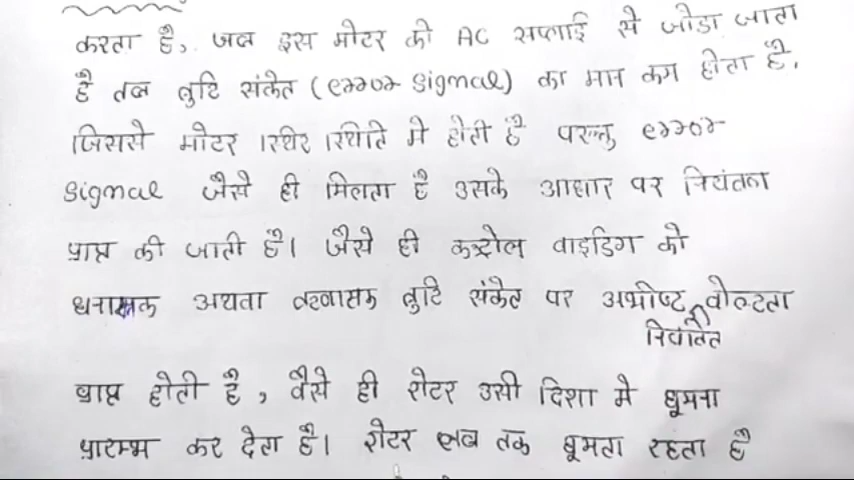 करता है, जब इस मोटर को AC सप्लाई से जोडा जाता
है तब त्रुटि संकेत (error signal) का मान कम होता है,
जिससे मोटर स्थिर स्थिति मे होती है परन्तु error
signal जैसे ही मिलता है उसके आधार पर नियंत्रण
प्राप्त की जाती है। जैसे ही कन्ट्रोल वाइडिंग को
धनात्मक अथवा ऋणात्मक त्रुटि संकेत पर अभीष्ट वोल्टता
नियंत्रित
प्राप्त होती है, वैसे ही रोटर उसी दिशा मे घूमना
प्रारम्भ कर देता है। रोटर तब तक घूमता रहता है